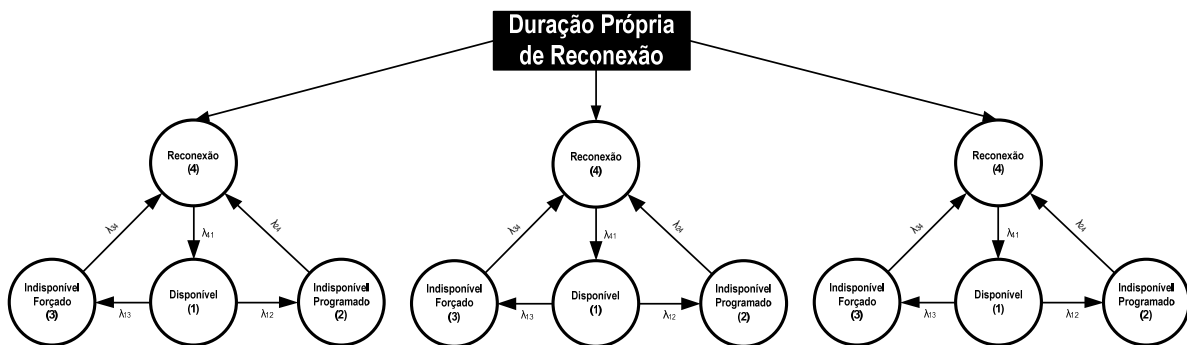 Duração Própria
de Reconexão
Reconexão
(4)
λ34
λ41
λ24
Indisponível
Forçado
(3)
λ13
Disponível
(1)
λ12
Indisponível
Programado
(2)
Reconexão
(4)
λ34
λ41
λ24
Indisponível
Forçado
(3)
λ13
Disponível
(1)
λ12
Indisponível
Programado
(2)
Reconexão
(4)
λ34
λ41
λ24
Indisponível
Forçado
(3)
λ13
Disponível
(1)
λ12
Indisponível
Programado
(2)